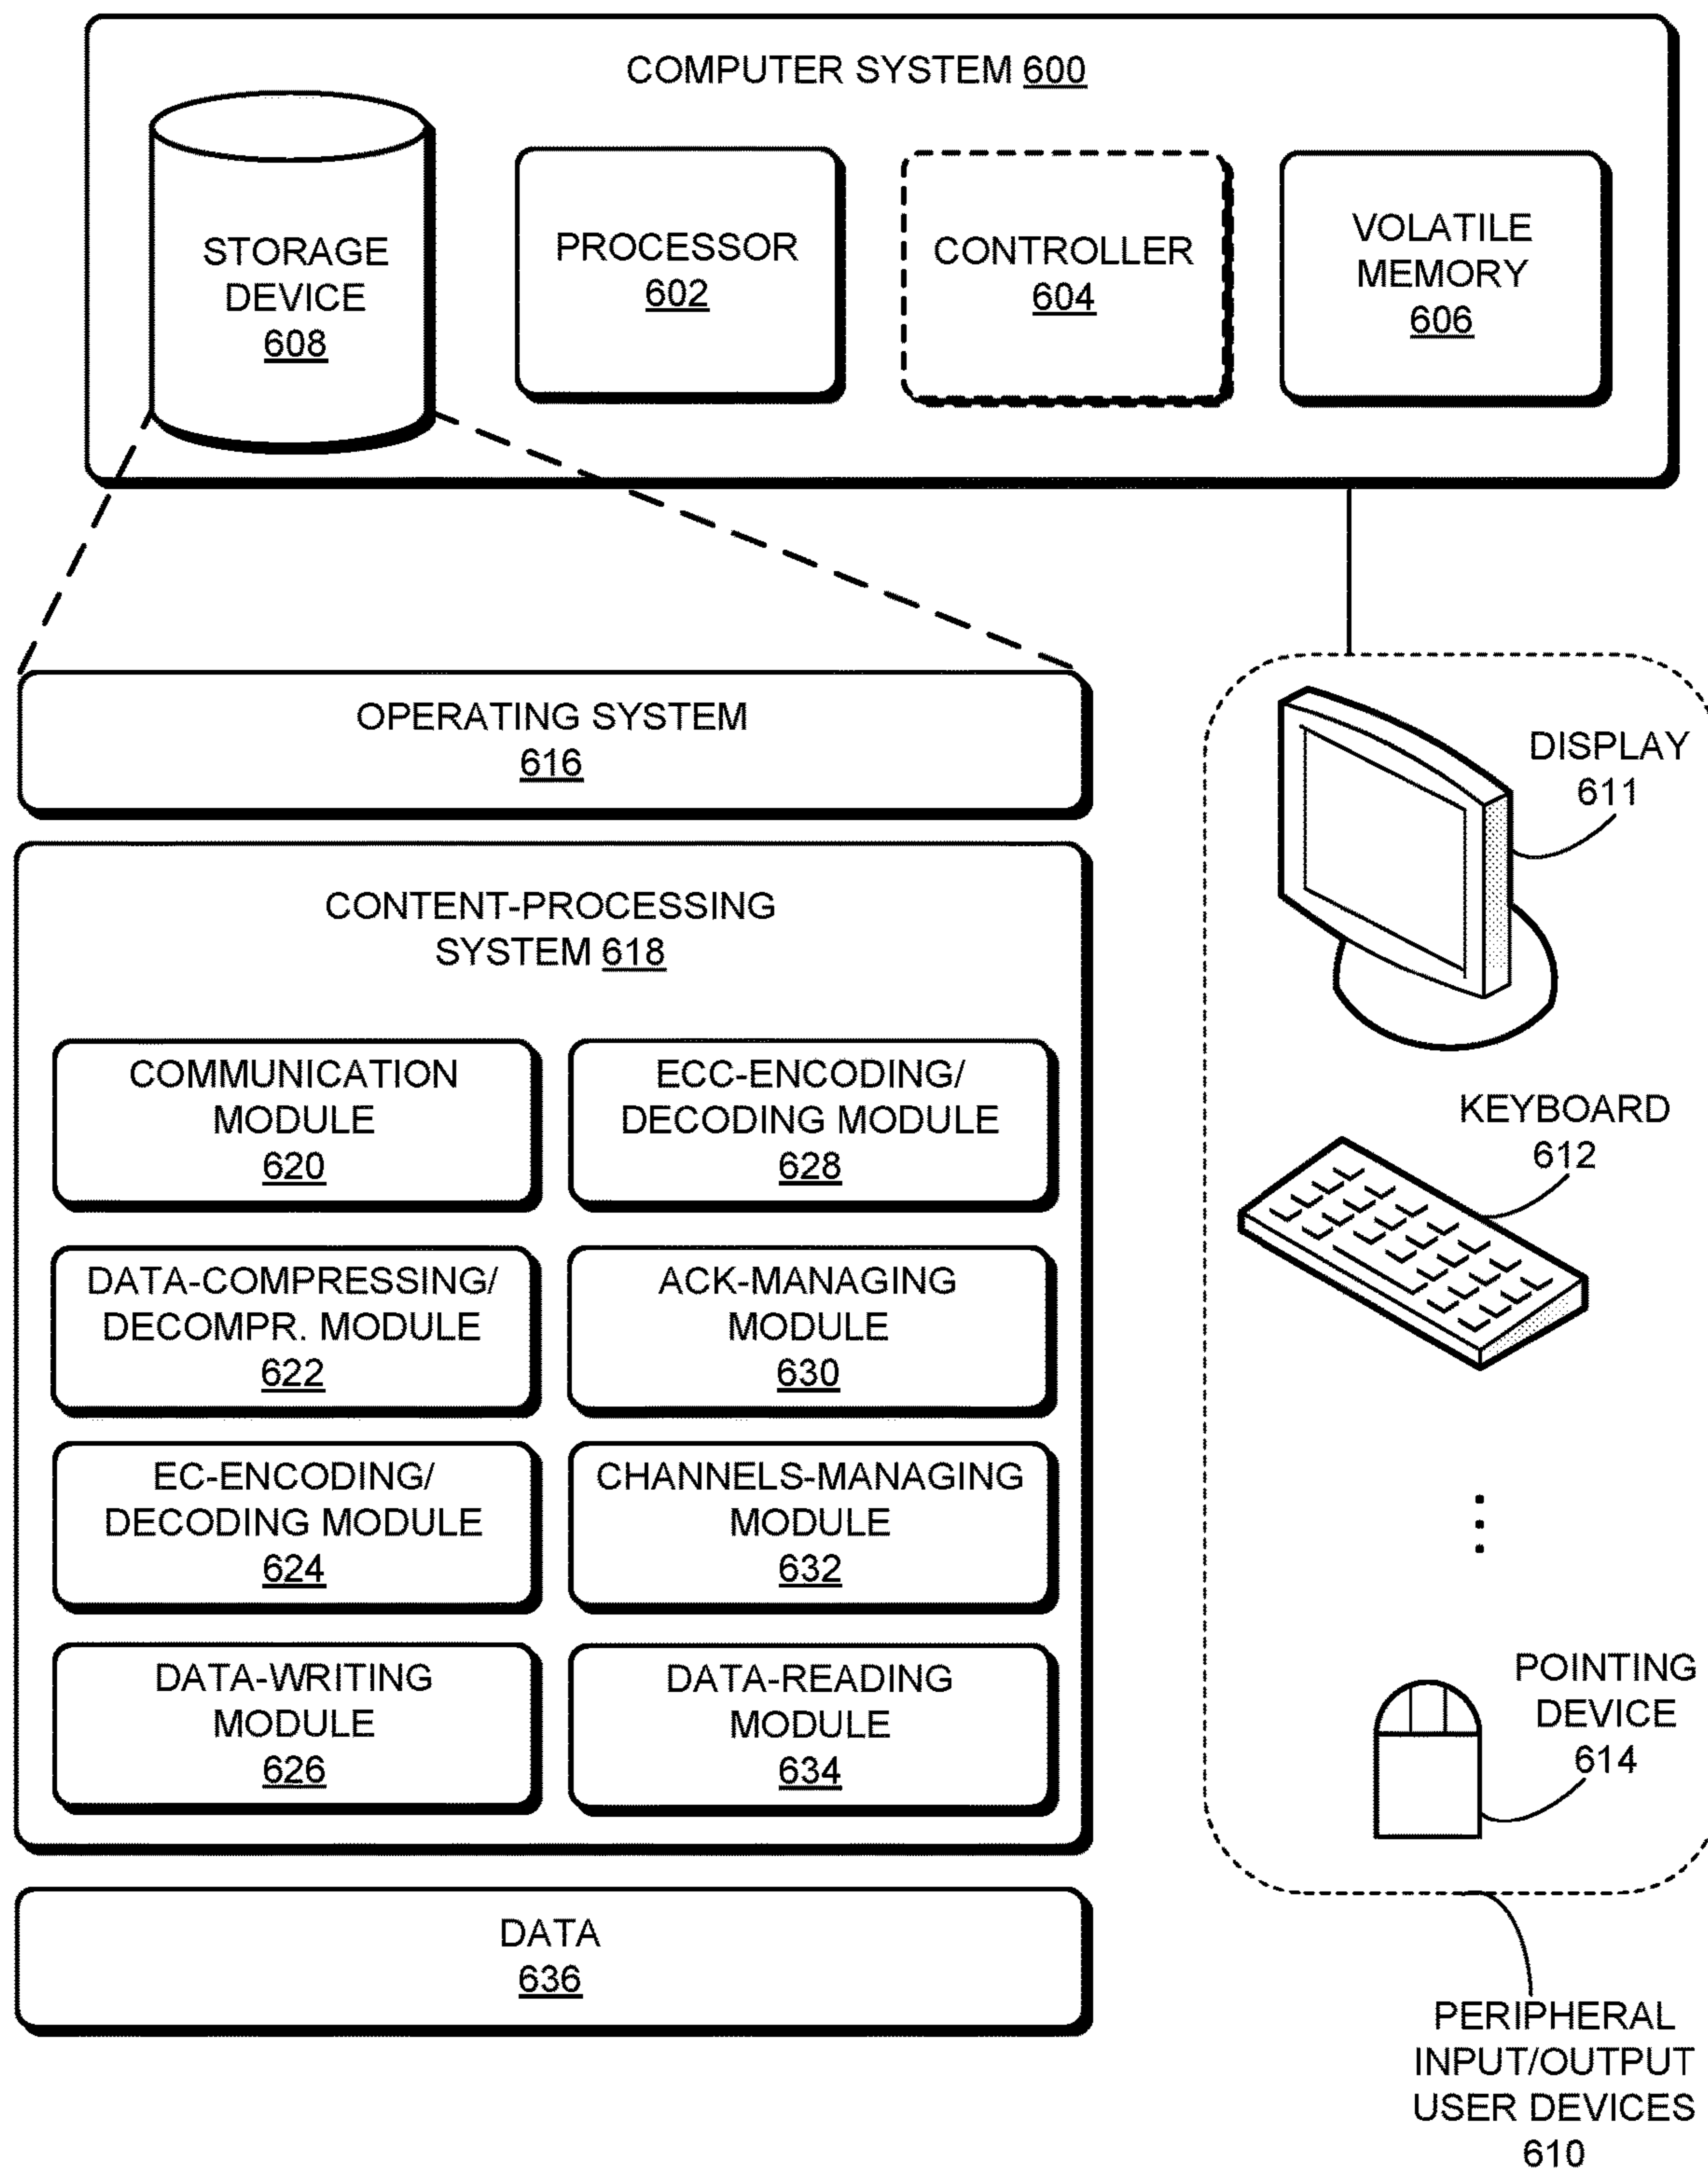 COMPUTER SYSTEM 600
STORAGE
DEVICE
608
PROCESSOR
602
CONTROLLER
604
VOLATILE
MEMORY
606
OPERATING SYSTEM
616
CONTENT-PROCESSING
SYSTEM 618
COMMUNICATION
MODULE
620
ECC-ENCODING/
DECODING MODULE
628
DATA-COMPRESSING/
DECOMPR. MODULE
622
ACK-MANAGING
MODULE
630
EC-ENCODING/
DECODING MODULE
624
CHANNELS-MANAGING
MODULE
632
DATA-WRITING
MODULE
626
DATA-READING
MODULE
634
DATA
636
DISPLAY
611
KEYBOARD
612
POINTING
DEVICE
614
PERIPHERAL
INPUT/OUTPUT
USER DEVICES
610